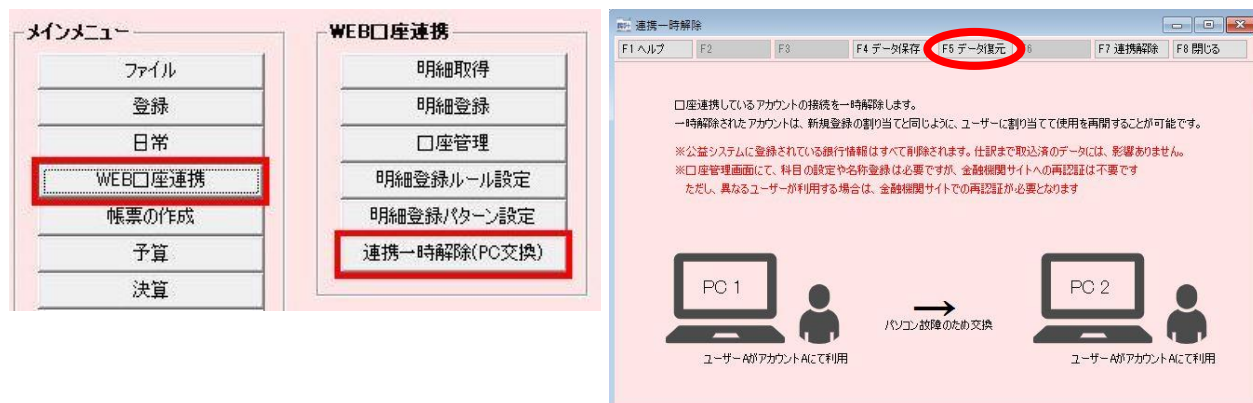 メインメニュー
ファイル
登録
日常
WEB口座連携
帳票の作成
予算
決算
WEB口座連携
明細取得
明細登録
口座管理
明細登録ルール設定
明細登録パターン設定
連携一時解除(PC交換)
連携一時解除
F1 ヘルプ F2 F3 F4 データ保存 F5 データ復元 F7 連携解除 F8 閉じる
口座連携しているアカウントの接続を一時解除します。
一時解除されたアカウントは、新規登録の割り当てと同じように、ユーザーに割り当てて使用を再開することが可能です。
※公益システムに登録されている銀行情報はすべて削除されます。仕訳まで取込済のデータには、影響ありません。
※口座管理画面にて、科目の設定や名称登録は必要ですが、金融機関サイトへの再認証は不要です
ただし、異なるユーザーが利用する場合は、金融機関サイトでの再認証が必要となります
PC 1
PC 2
→
パソコン故障のため交換
ユーザーAがアカウントAにて利用
ユーザーAがアカウントAにて利用